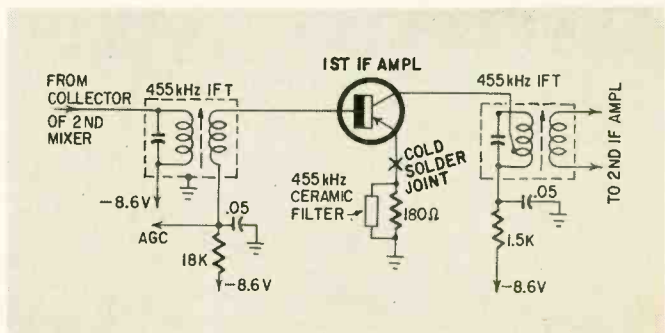 1ST IF AMPL
FROM
COLLECTOR
OF 2ND
MIXER
455kHz IFT
455kHz IFT
TO 2ND IF AMPL
COLD
SOLDER
JOINT
455kHz
CERAMIC
FILTER
180Ω
-8.6V
.05
AGC
18K
-8.6V
.05
1.5K
-8.6V